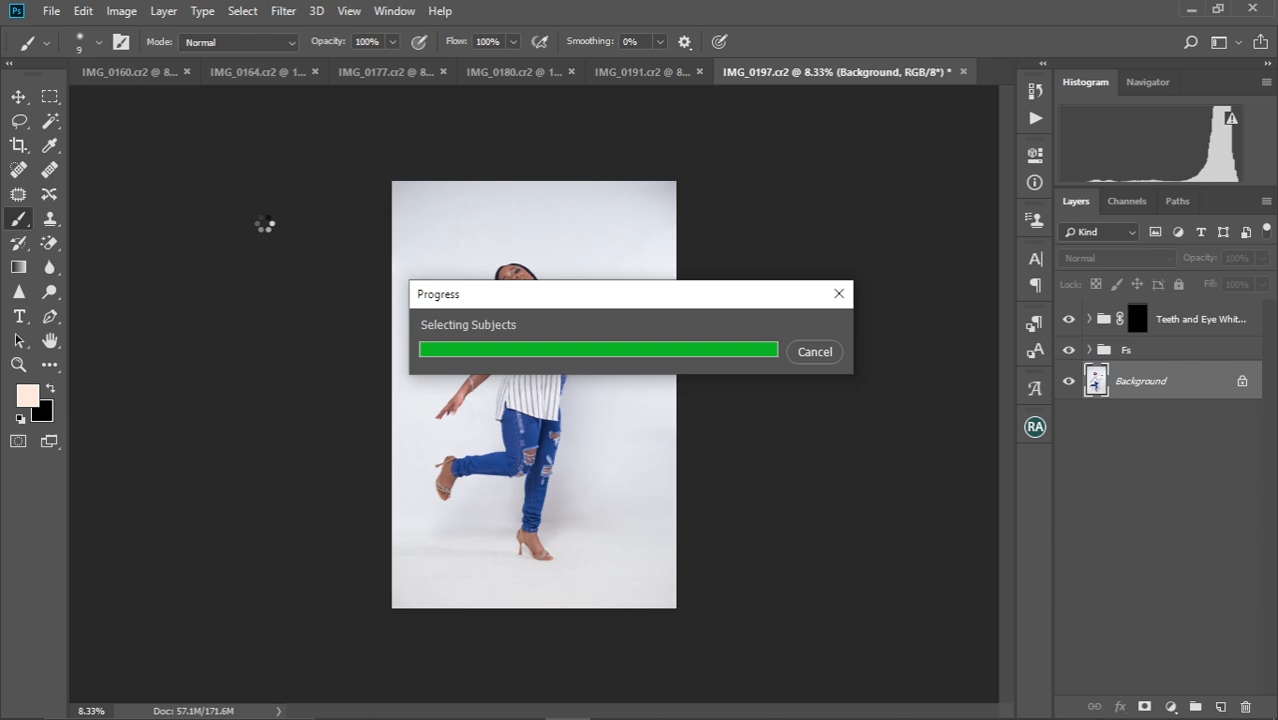 Ps File Edit Image Layer Type Select Filter 3D View Window Help
9 Mode: Normal Opacity: 100% Flow: 100% Smoothing: 0%
IMG_0160.cr2 @ 8... IMG_0164.cr2 @ 1... IMG_0177.cr2 @ 8... IMG_0180.cr2 @ 1... IMG_0191.cr2 @ 8... IMG_0197.cr2 @ 8.33% (Background, RGB/8*) *
Histogram Navigator
Layers Channels Paths
Kind
Normal Opacity: 100%
Lock: Fill: 100%
Teeth and Eye Whit...
Fs
Background
RA
Progress
Selecting Subjects
Cancel
8.33% Doc: 57.1M/171.6M